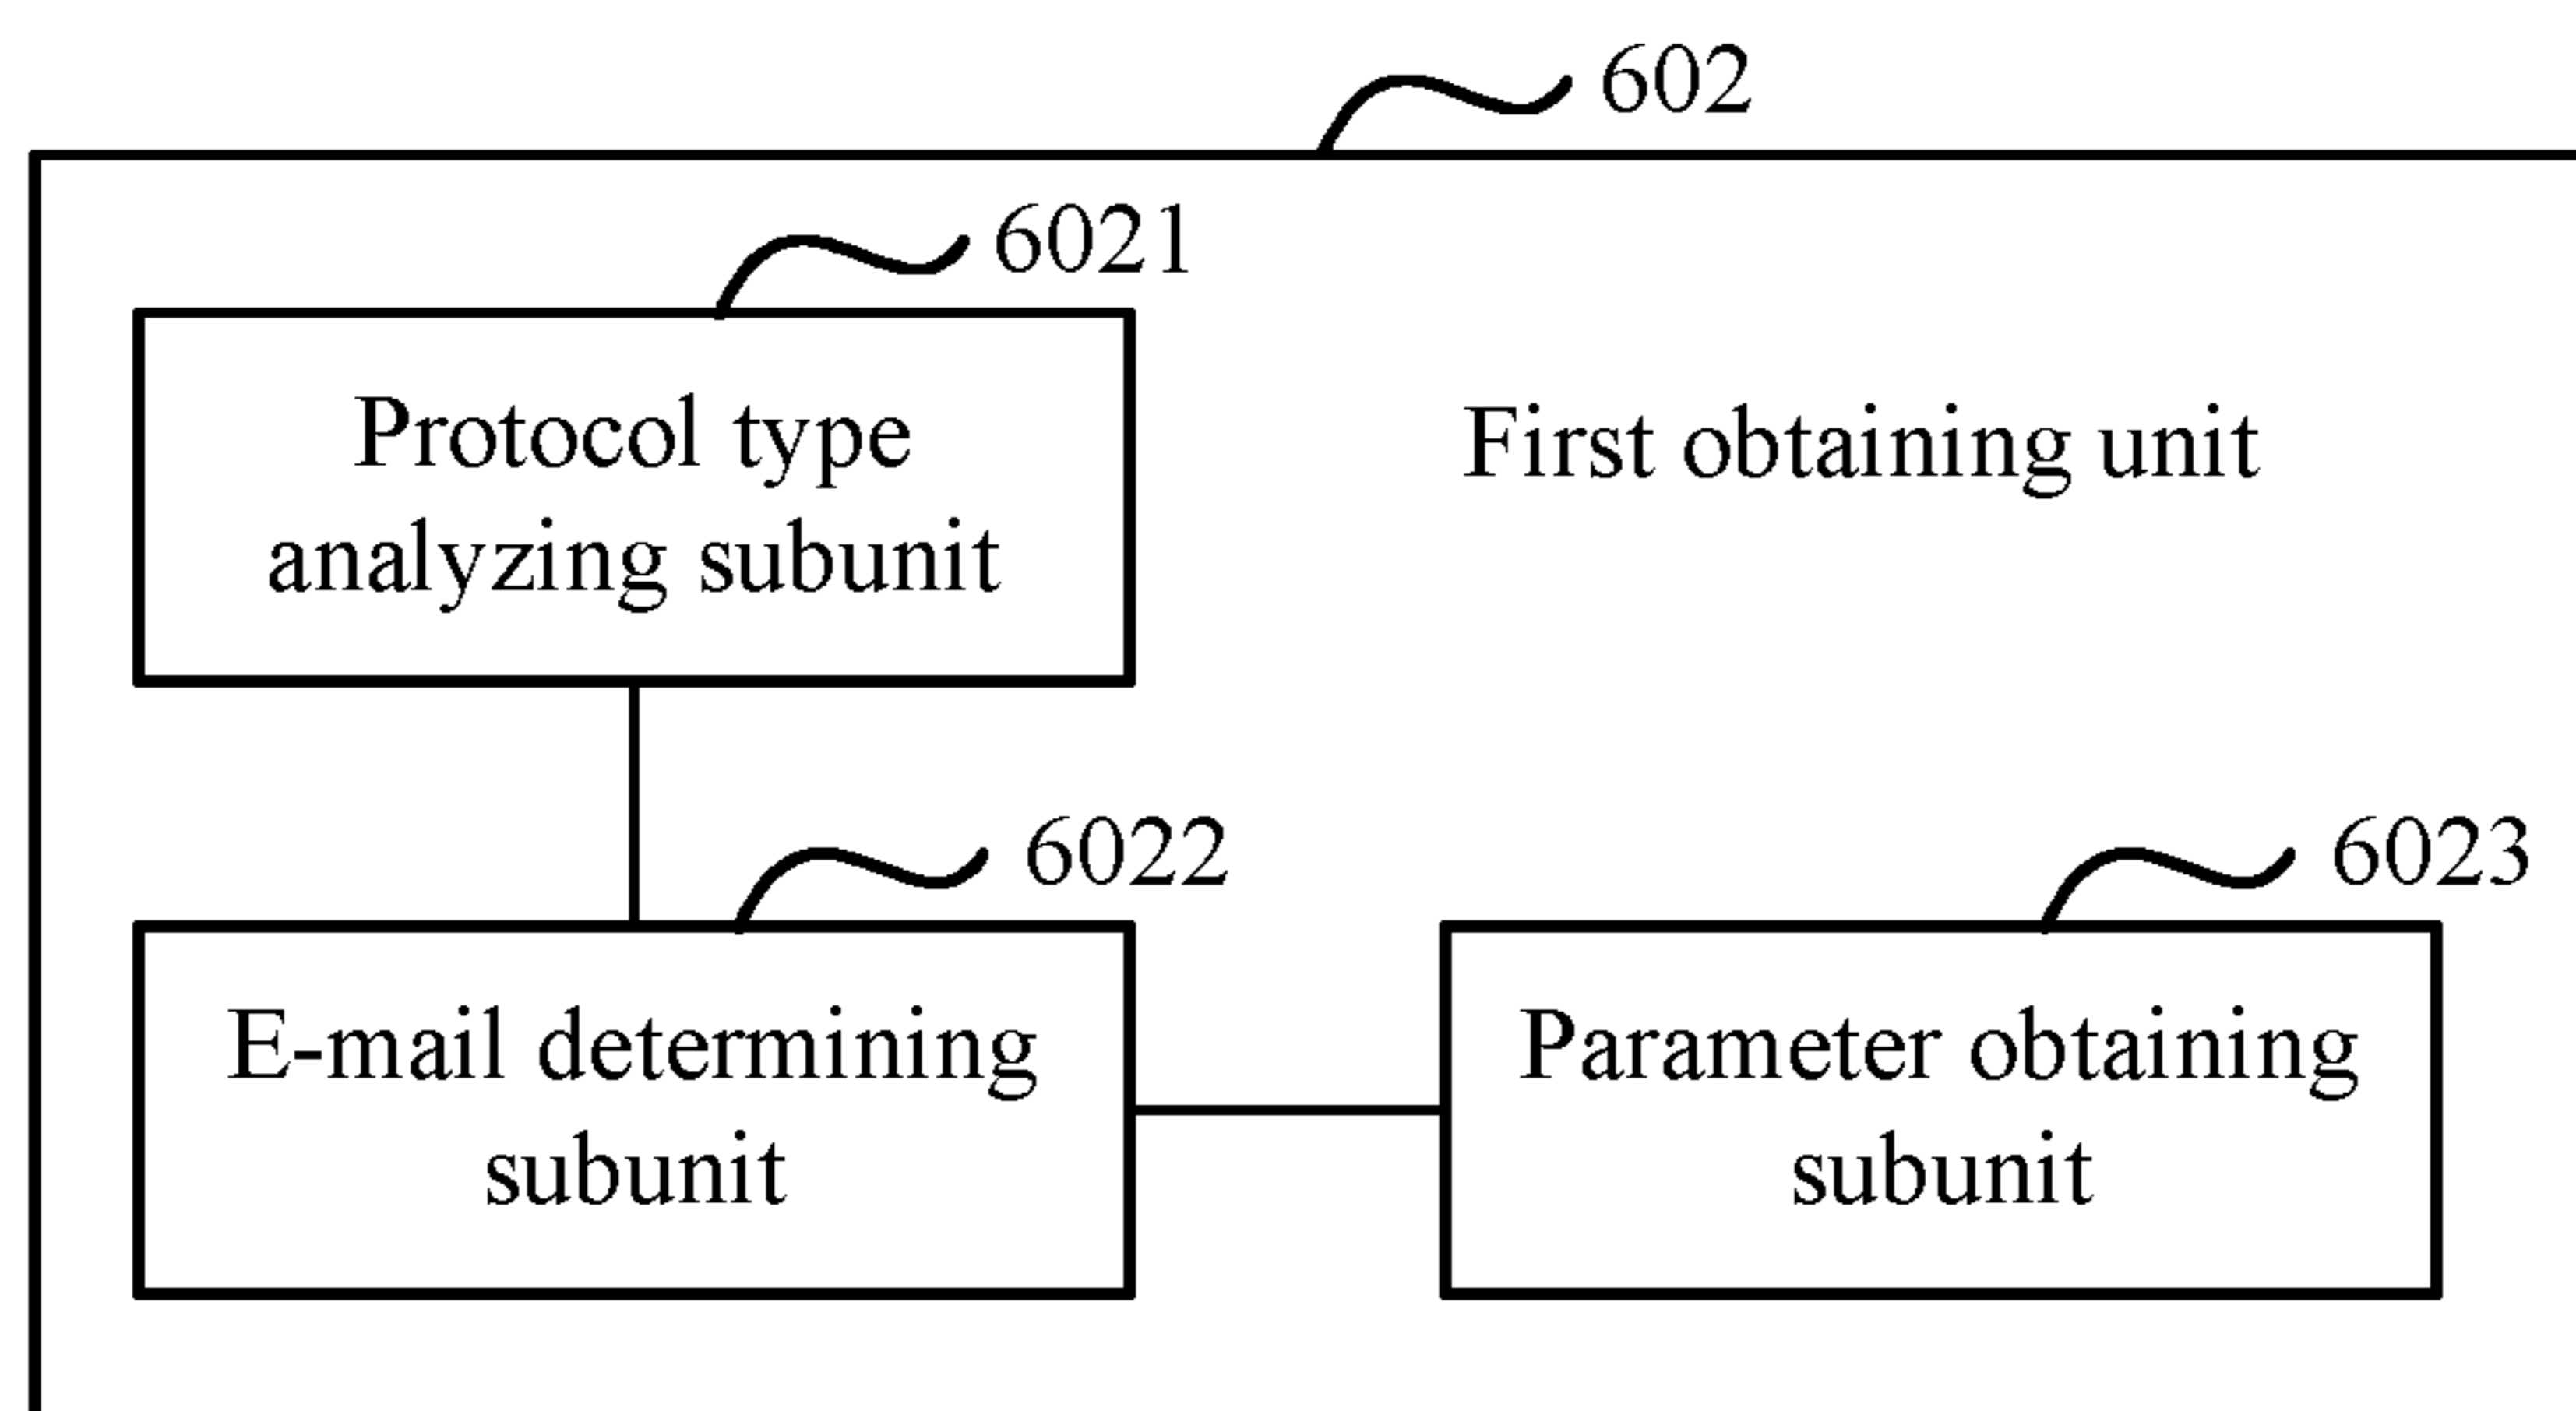 602
6021
Protocol type
analyzing subunit
First obtaining unit
6022
E-mail determining
subunit
6023
Parameter obtaining
subunit